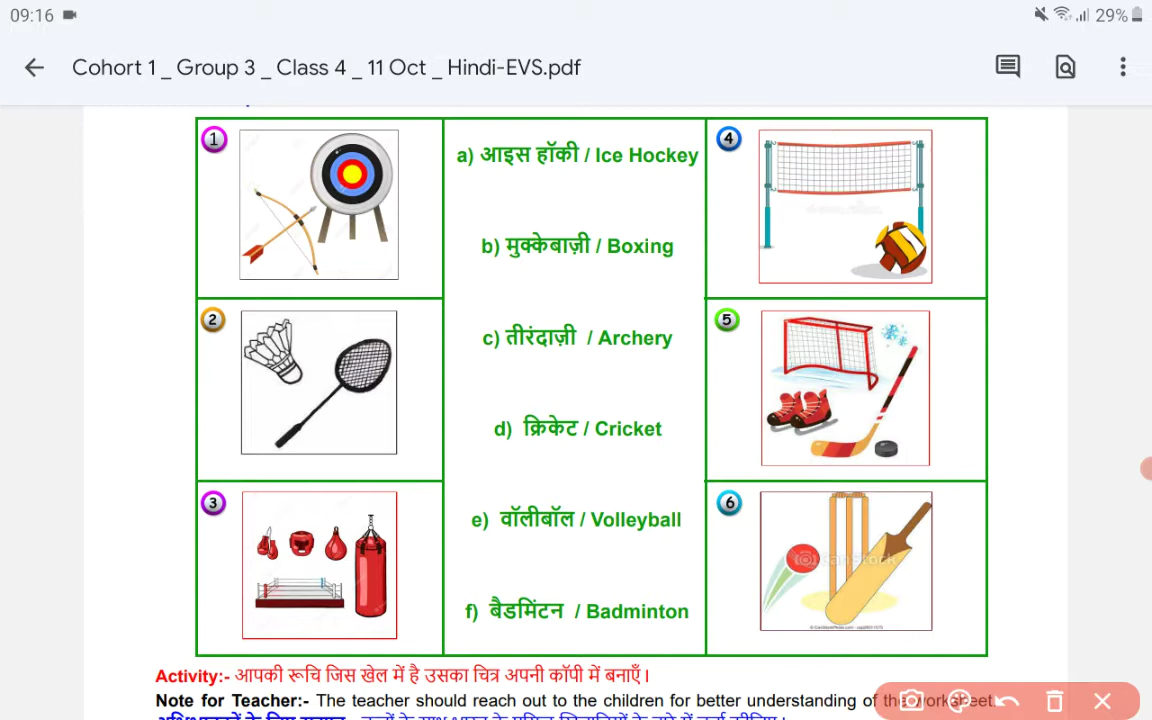 09:16
29%
Cohort 1 _ Group 3 _ Class 4 _ 11 Oct _ Hindi-EVS.pdf
1
a) आइस हॉकी / Ice Hockey
4
b) मुक्केबाज़ी / Boxing
2
c) तीरंदाज़ी / Archery
5
d) क्रिकेट / Cricket
3
e) वॉलीबॉल / Volleyball
6
f) बैडमिंटन / Badminton
Activity:- आपकी रूचि जिस खेल में है उसका चित्र अपनी कॉपी में बनाएँ।
Note for Teacher:- The teacher should reach out to the children for better understanding of the worksheet